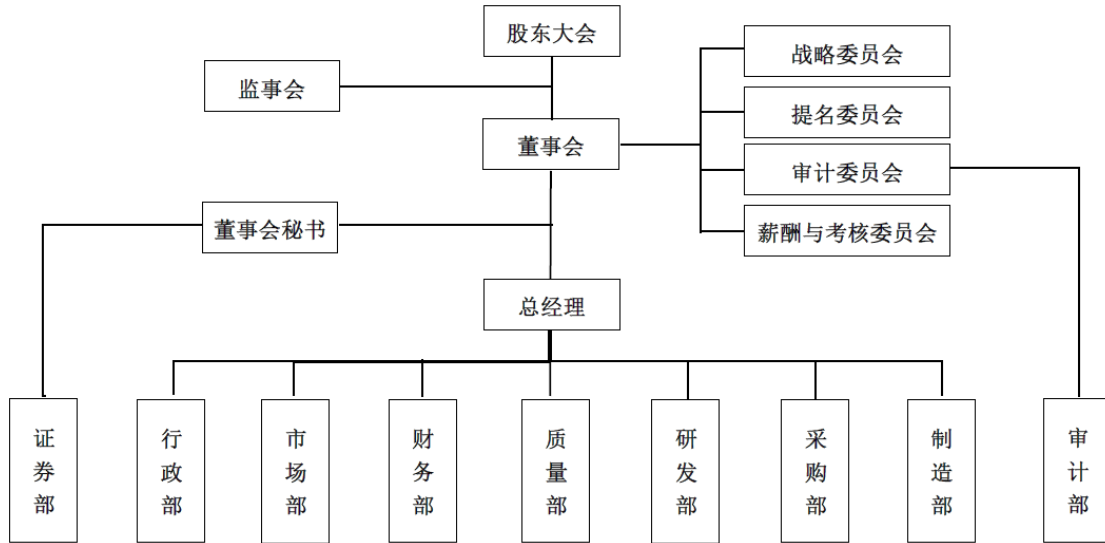 股东大会
战略委员会
监事会
提名委员会
董事会
审计委员会
董事会秘书
薪酬与考核委员会
总经理
证券部
行政部
市场部
财务部
质量部
研发部
采购部
制造部
审计部